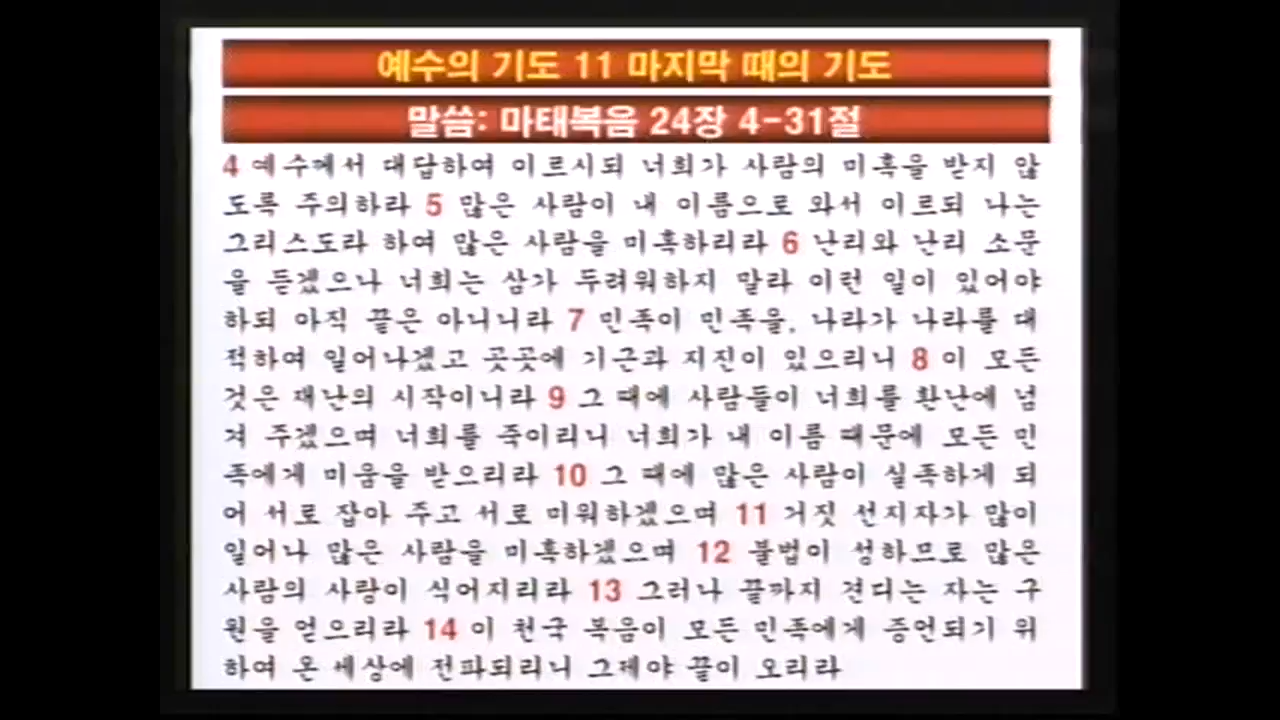 예수의 기도 11 마지막 때의 기도
말씀: 마태복음 24장 4-31절
4 예수께서 대답하여 이르시되 너희가 사람의 미혹을 받지 않
도록 주의하라 5 많은 사람이 내 이름으로 와서 이르되 나는
그리스도라 하여 많은 사람을 미혹하리라 6 난리와 난리 소문
을 듣겠으나 너희는 삼가 두려워하지 말라 이런 일이 있어야
하되 아직 끝은 아니니라 7 민족이 민족을, 나라가 나라를 대
적하여 일어나겠고 곳곳에 기근과 지진이 있으리니 8 이 모든
것은 재난의 시작이니라 9 그 때에 사람들이 너희를 환난에 넘
겨 주겠으며 너희를 죽이리니 너희가 내 이름 때문에 모든 민
족에게 미움을 받으리라 10 그 때에 많은 사람이 실족하게 되
어 서로 잡아 주고 서로 미워하겠으며 11 거짓 선지자가 많이
일어나 많은 사람을 미혹하겠으며 12 불법이 성하므로 많은
사람의 사랑이 식어지리라 13 그러나 끝까지 견디는 자는 구
원을 얻으리라 14 이 천국 복음이 모든 민족에게 증언되기 위
하여 온 세상에 전파되리니 그제야 끝이 오리라